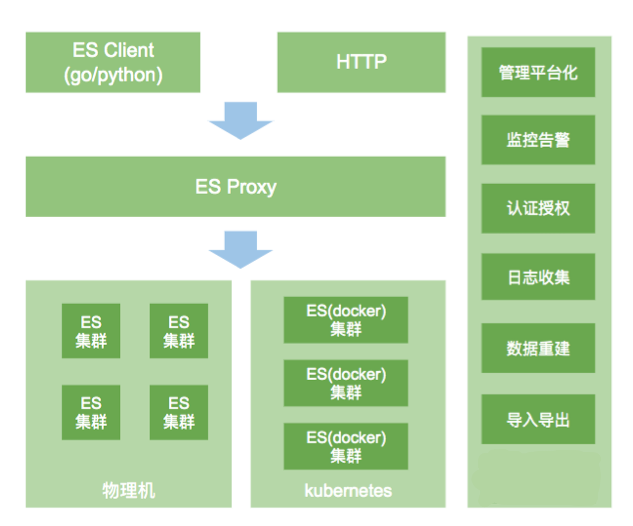 ES Client
(go/python)
HTTP
ES Proxy
ES
集群
ES
集群
ES
集群
ES
集群
物理机
ES(docker)
集群
ES(docker)
集群
ES(docker)
集群
kubernetes
管理平台化
监控告警
认证授权
日志收集
数据重建
导入导出